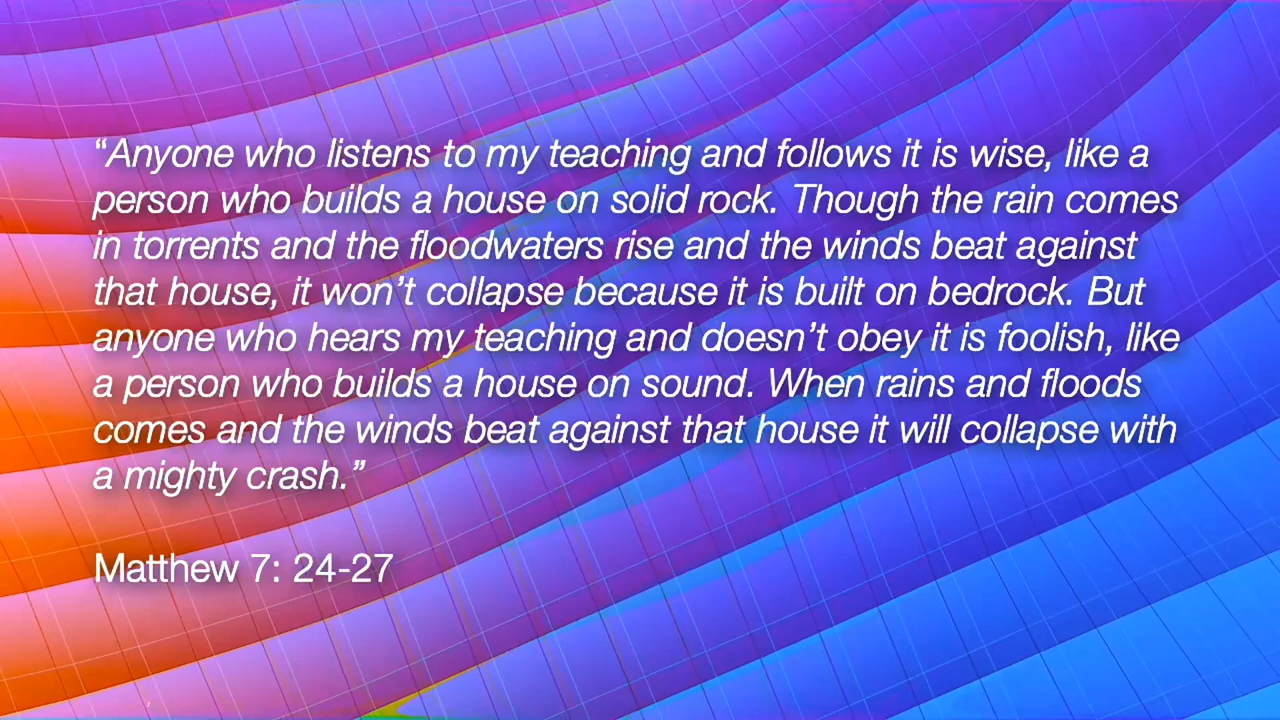 “Anyone who listens to my teaching and follows it is wise, like a
person who builds a house on solid rock. Though the rain comes
in torrents and the floodwaters rise and the winds beat against
that house, it won’t collapse because it is built on bedrock. But
anyone who hears my teaching and doesn’t obey it is foolish, like
a person who builds a house on sound. When rains and floods
comes and the winds beat against that house it will collapse with
a mighty crash.”
Matthew 7: 24-27